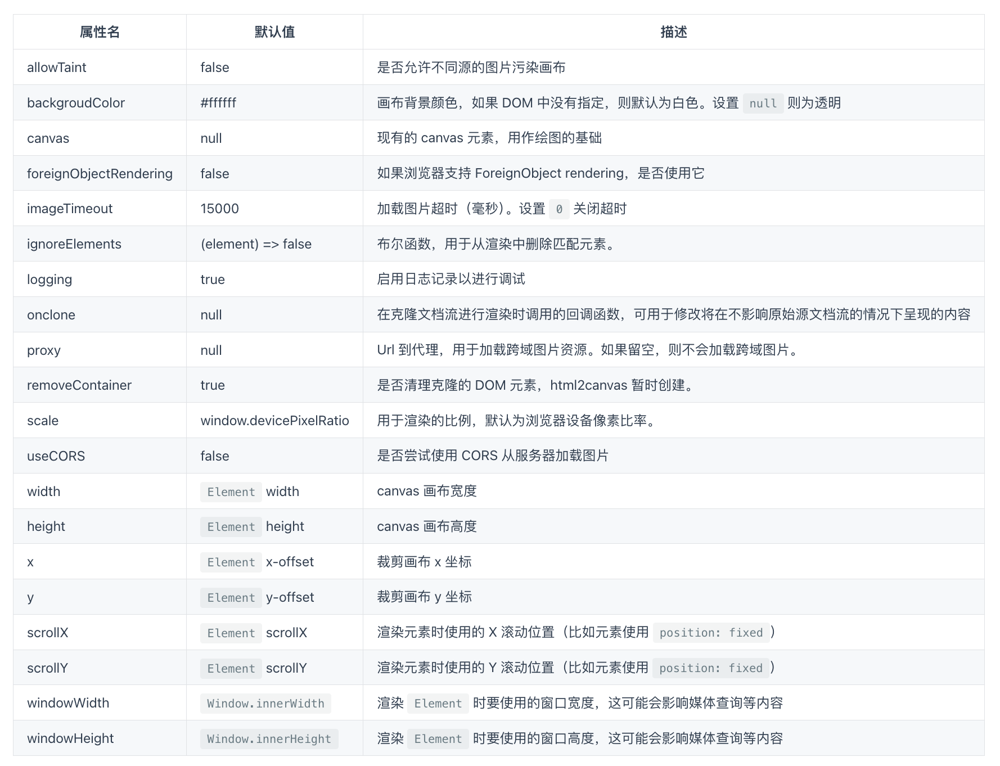 属性名 默认值 描述
allowTaint false 是否允许不同源的图片污染画布
backgroudColor #ffffff 画布背景颜色，如果 DOM 中没有指定，则默认为白色。设置 null 则为透明
canvas null 现有的 canvas 元素，用作绘图的基础
foreignObjectRendering false 如果浏览器支持 ForeignObject rendering，是否使用它
imageTimeout 15000 加载图片超时（毫秒）。设置 0 关闭超时
ignoreElements (element) => false 布尔函数，用于从渲染中删除匹配元素。
logging true 启用日志记录以进行调试
onclone null 在克隆文档流进行渲染时调用的回调函数，可用于修改将在不影响原始源文档流的情况下呈现的内容
proxy null Url 到代理，用于加载跨域图片资源。如果留空，则不会加载跨域图片。
removeContainer true 是否清理克隆的 DOM 元素，html2canvas 暂时创建。
scale window.devicePixelRatio 用于渲染的比例，默认为浏览器设备像素比率。
useCORS false 是否尝试使用 CORS 从服务器加载图片
width Element width canvas 画布宽度
height Element height canvas 画布高度
x Element x-offset 裁剪画布 x 坐标
y Element y-offset 裁剪画布 y 坐标
scrollX Element scrollX 渲染元素时使用的 X 滚动位置（比如元素使用 position: fixed）
scrollY Element scrollY 渲染元素时使用的 Y 滚动位置（比如元素使用 position: fixed）
windowWidth Window.innerWidth 渲染 Element 时要使用的窗口宽度，这可能会影响媒体查询等内容
windowHeight Window.innerHeight 渲染 Element 时要使用的窗口高度，这可能会影响媒体查询等内容